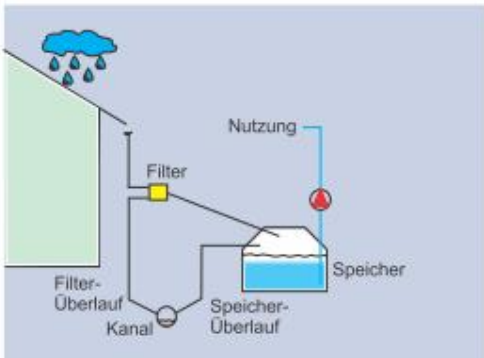 Nutzung
Filter
Speicher
Filter-
Überlauf
Kanal
Speicher-
Überlauf